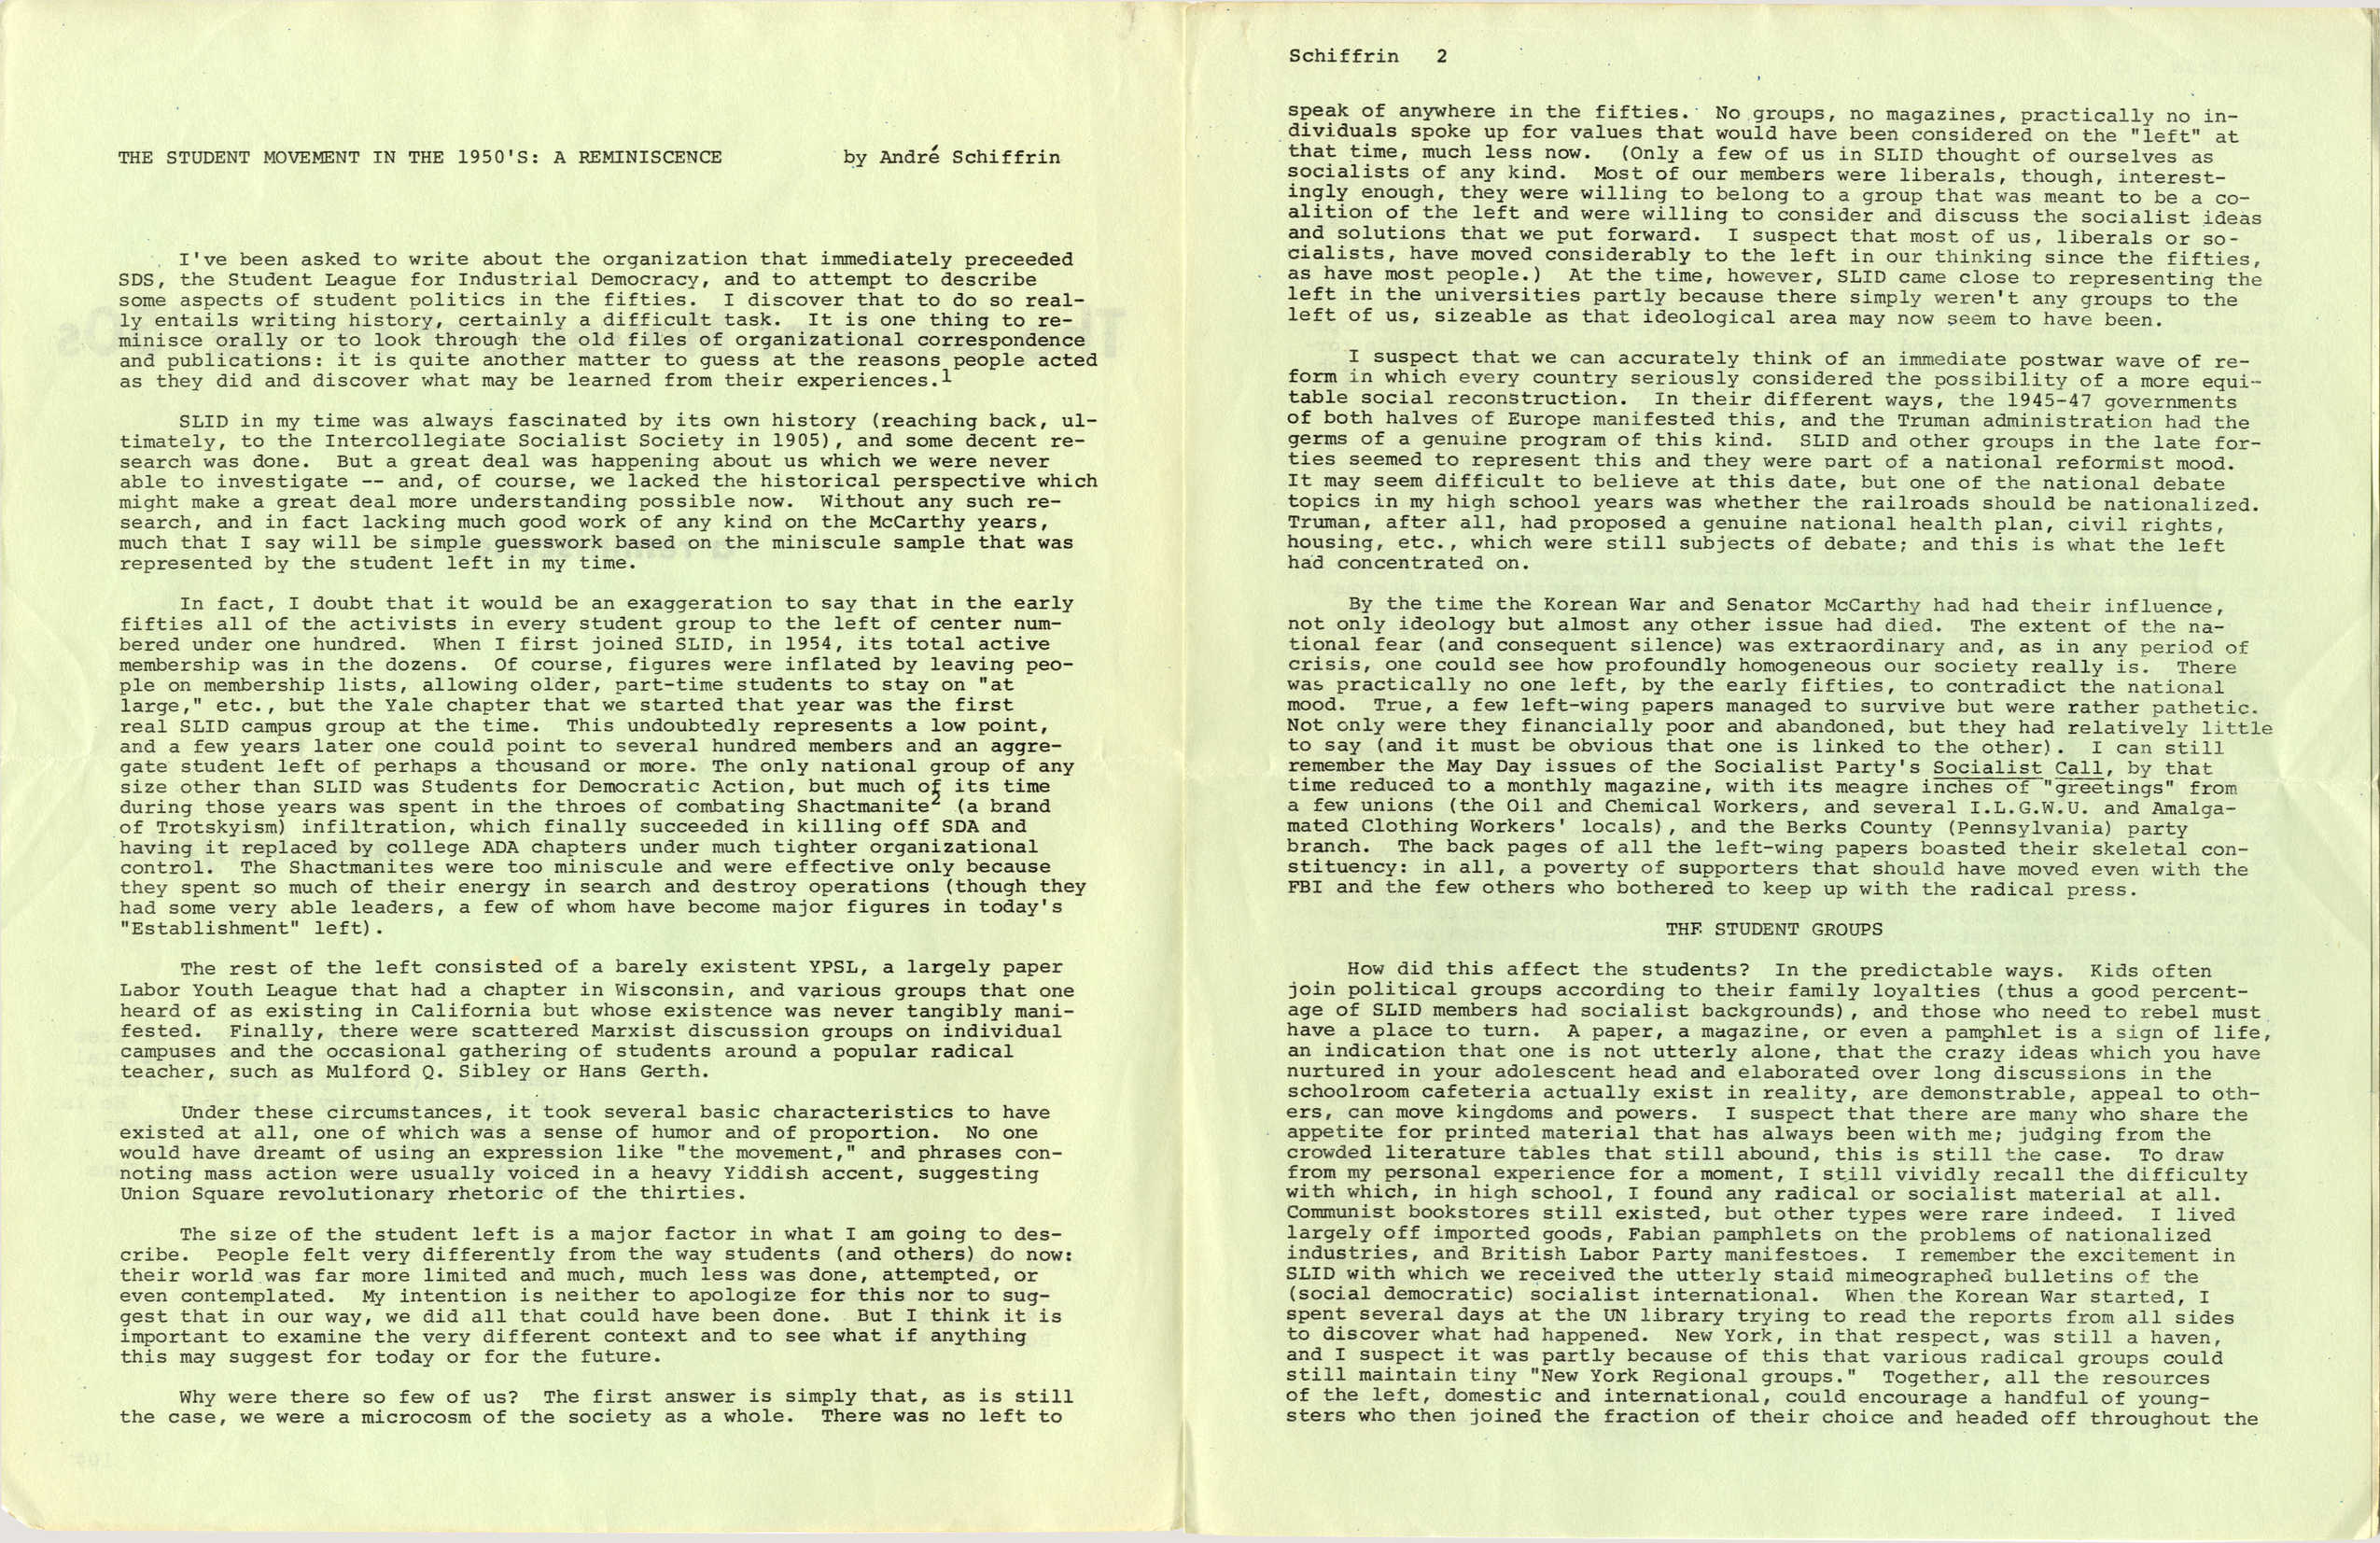 THE STUDENT MOVEMENT IN THE 1950'S: A REMINISCENCE by André Schiffrin
I've been asked to write about the organization that immediately preceeded
SDS, the Student League for Industrial Democracy, and to attempt to describe
some aspects of student politics in the fifties. I discover that to do so real-
ly entails writing history, certainly a difficult task. It is one thing to re-
minisce orally or to look through the old files of organizational correspondence
and publications: it is quite another matter to guess at the reasons people acted
as they did and discover what may be learned from their experiences.1
SLID in my time was always fascinated by its own history (reaching back, ul-
timately, to the Intercollegiate Socialist Society in 1905), and some decent re-
search was done. But a great deal was happening about us which we were never
able to investigate -- and, of course, we lacked the historical perspective which
might make a great deal more understanding possible now. Without any such re-
search, and in fact lacking much good work of any kind on the McCarthy years,
much that I say will be simple guesswork based on the miniscule sample that was
represented by the student left in my time.
In fact, I doubt that it would be an exaggeration to say that in the early
fifties all of the activists in every student group to the left of center num-
bered under one hundred. When I first joined SLID, in 1954, its total active
membership was in the dozens. Of course, figures were inflated by leaving peo-
ple on membership lists, allowing older, part-time students to stay on "at
large," etc., but the Yale chapter that we started that year was the first
real SLID campus group at the time. This undoubtedly represents a low point,
and a few years later one could point to several hundred members and an aggre-
gate student left of perhaps a thousand or more. The only national group of any
size other than SLID was Students for Democratic Action, but much of its time
during those years was spent in the throes of combating Shactmanite2 (a brand
of Trotskyism) infiltration, which finally succeeded in killing off SDA and
having it replaced by college ADA chapters under much tighter organizational
control. The Shactmanites were too miniscule and were effective only because
they spent so much of their energy in search and destroy operations (though they
had some very able leaders, a few of whom have become major figures in today's
"Establishment" left).
The rest of the left consisted of a barely existent YPSL, a largely paper
Labor Youth League that had a chapter in Wisconsin, and various groups that one
heard of as existing in California but whose existence was never tangibly mani-
fested. Finally, there were scattered Marxist discussion groups on individual
campuses and the occasional gathering of students around a popular radical
teacher, such as Mulford Q. Sibley or Hans Gerth.
Under these circumstances, it took several basic characteristics to have
existed at all, one of which was a sense of humor and of proportion. No one
would have dreamt of using an expression like "the movement," and phrases con-
noting mass action were usually voiced in a heavy Yiddish accent, suggesting
Union Square revolutionary rhetoric of the thirties.
The size of the student left is a major factor in what I am going to des-
cribe. People felt very differently from the way students (and others) do now:
their world was far more limited and much, much less was done, attempted, or
even contemplated. My intention is neither to apologize for this nor to sug-
gest that in our way, we did all that could have been done. But I think it is
important to examine the very different context and to see what if anything
this may suggest for today or for the future.
Why were there so few of us? The first answer is simply that, as is still
the case, we were a microcosm of the society as a whole. There was no left to
Schiffrin 2
speak of anywhere in the fifties. No groups, no magazines, practically no in-
dividuals spoke up for values that would have been considered on the "left" at
that time, much less now. (Only a few of us in SLID thought of ourselves as
socialists of any kind. Most of our members were liberals, though, interest-
ingly enough, they were willing to belong to a group that was meant to be a co-
alition of the left and were willing to consider and discuss the socialist ideas
and solutions that we put forward. I suspect that most of us, liberals or so-
cialists, have moved considerably to the left in our thinking since the fifties,
as have most people.) At the time, however, SLID came close to representing the
left in the universities partly because there simply weren't any groups to the
left of us, sizeable as that ideological area may now seem to have been.
I suspect that we can accurately think of an immediate postwar wave of re-
form in which every country seriously considered the possibility of a more equi-
table social reconstruction. In their different ways, the 1945-47 governments
of both halves of Europe manifested this, and the Truman administration had the
germs of a genuine program of this kind. SLID and other groups in the late for-
ties seemed to represent this and they were part of a national reformist mood.
It may seem difficult to believe at this date, but one of the national debate
topics in my high school years was whether the railroads should be nationalized.
Truman, after all, had proposed a genuine national health plan, civil rights,
housing, etc., which were still subjects of debate; and this is what the left
had concentrated on.
By the time the Korean War and Senator McCarthy had had their influence,
not only ideology but almost any other issue had died. The extent of the na-
tional fear (and consequent silence) was extraordinary and, as in any period of
crisis, one could see how profoundly homogeneous our society really is. There
was practically no one left, by the early fifties, to contradict the national
mood. True, a few left-wing papers managed to survive but were rather pathetic.
Not only were they financially poor and abandoned, but they had relatively little
to say (and it must be obvious that one is linked to the other). I can still
remember the May Day issues of the Socialist Party's Socialist Call, by that
time reduced to a monthly magazine, with its meagre inches of "greetings" from
a few unions (the Oil and Chemical Workers, and several I.L.G.W.U. and Amalga-
mated Clothing Workers' locals), and the Berks County (Pennsylvania) party
branch. The back pages of all the left-wing papers boasted their skeletal con-
stituency: in all, a poverty of supporters that should have moved even with the
FBI and the few others who bothered to keep up with the radical press.
THE STUDENT GROUPS
How did this affect the students? In the predictable ways. Kids often
join political groups according to their family loyalties (thus a good percent-
age of SLID members had socialist backgrounds), and those who need to rebel must
have a place to turn. A paper, a magazine, or even a pamphlet is a sign of life,
an indication that one is not utterly alone, that the crazy ideas which you have
nurtured in your adolescent head and elaborated over long discussions in the
schoolroom cafeteria actually exist in reality, are demonstrable, appeal to oth-
ers, can move kingdoms and powers. I suspect that there are many who share the
appetite for printed material that has always been with me; judging from the
crowded literature tables that still abound, this is still the case. To draw
from my personal experience for a moment, I still vividly recall the difficulty
with which, in high school, I found any radical or socialist material at all.
Communist bookstores still existed, but other types were rare indeed. I lived
largely off imported goods, Fabian pamphlets on the problems of nationalized
industries, and British Labor Party manifestoes. I remember the excitement in
SLID with which we received the utterly staid mimeographed bulletins of the
(social democratic) socialist international. When the Korean War started, I
spent several days at the UN library trying to read the reports from all sides
to discover what had happened. New York, in that respect, was still a haven,
and I suspect it was partly because of this that various radical groups could
still maintain tiny "New York Regional groups." Together, all the resources
of the left, domestic and international, could encourage a handful of young-
sters who then joined the fraction of their choice and headed off throughout the